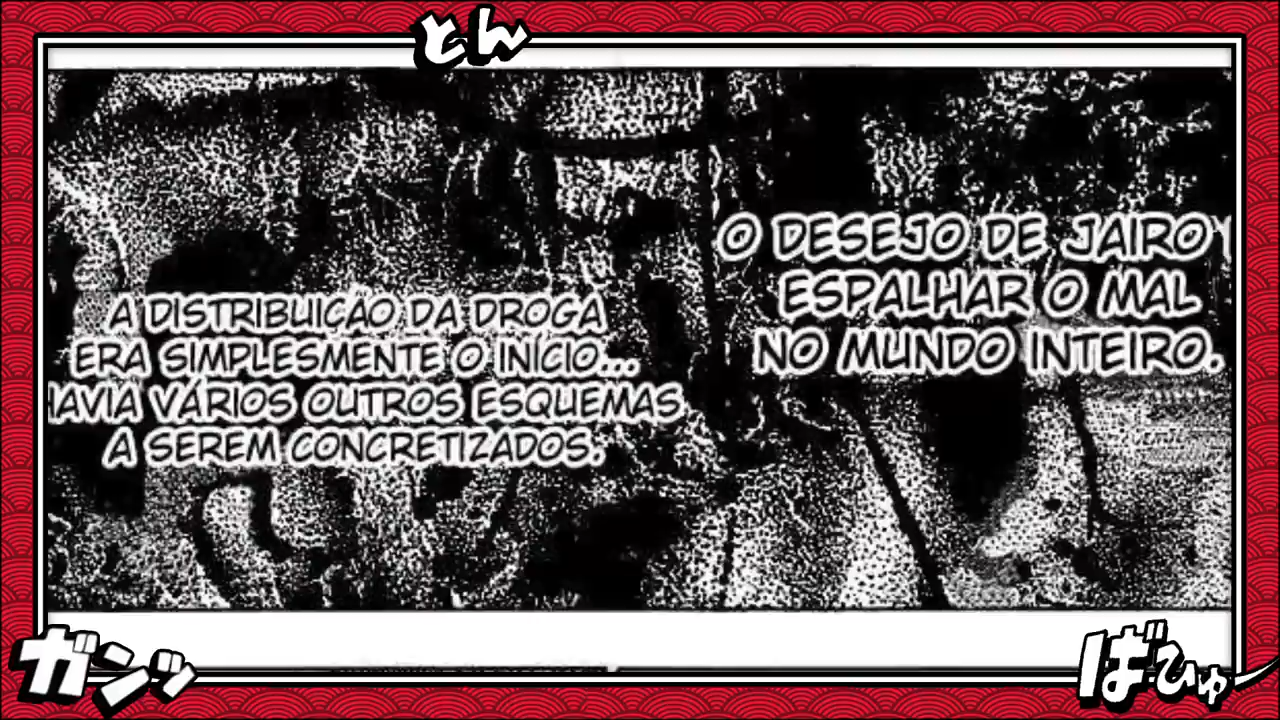 とん
O DESEJO DE JAIRO
ESPALHAR O MAL
NO MUNDO INTEIRO.
A DISTRIBUIÇÃO DA DROGA
ERA SIMPLESMENTE O INÍCIO...
HAVIA VÁRIOS OUTROS ESQUEMAS
A SEREM CONCRETIZADOS.
ガンッ
ばひゅ